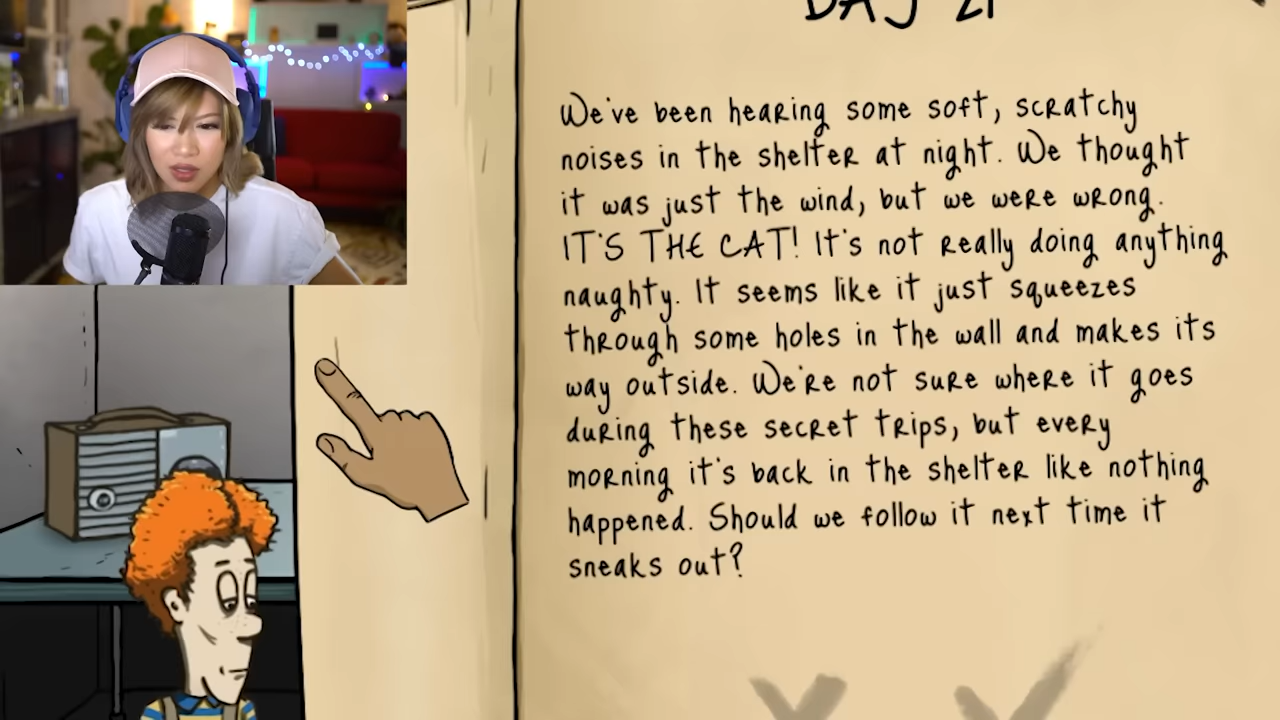 DAY 21
We've been hearing some soft, scratchy
noises in the shelter at night. We thought
it was just the wind, but we were wrong.
IT'S THE CAT! It's not really doing anything
naughty. It seems like it just squeezes
through some holes in the wall and makes its
way outside. We're not sure where it goes
during these secret trips, but every
morning it's back in the shelter like nothing
happened. Should we follow it next time it
sneaks out?